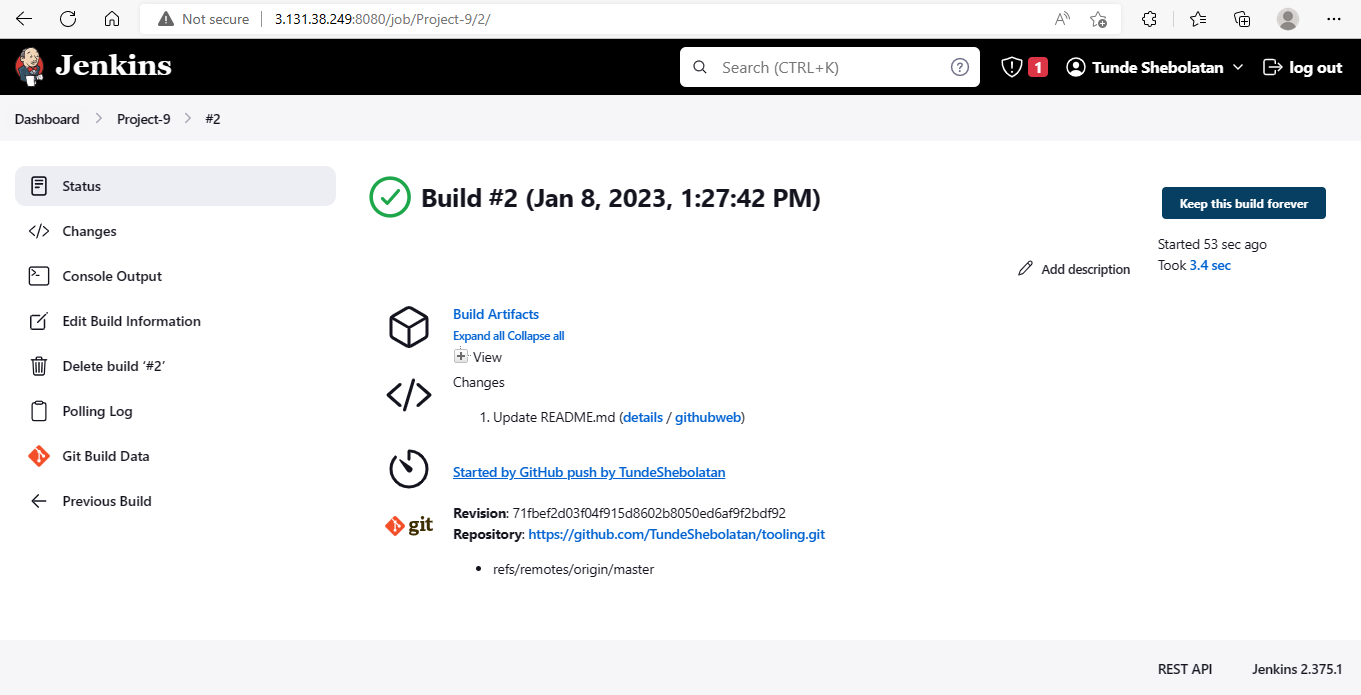 Not secure 3.131.38.249:8080/job/Project-9/2/
Jenkins Search (CTRL+K) 1 Tunde Shebolatan log out
Dashboard Project-9 #2
Status
Changes
Console Output
Edit Build Information
Delete build ‘#2’
Polling Log
Git Build Data
Previous Build
Build #2 (Jan 8, 2023, 1:27:42 PM)
Keep this build forever
Started 53 sec ago
Took 3.4 sec
Add description
Build Artifacts
Expand all Collapse all
View
Changes
1. Update README.md (details / githubweb)
Started by GitHub push by TundeShebolatan
git
Revision: 71fbef2d03f04f915d8602b8050ed6af9f2bdf92
Repository: https://github.com/TundeShebolatan/tooling.git
refs/remotes/origin/master
REST API Jenkins 2.375.1